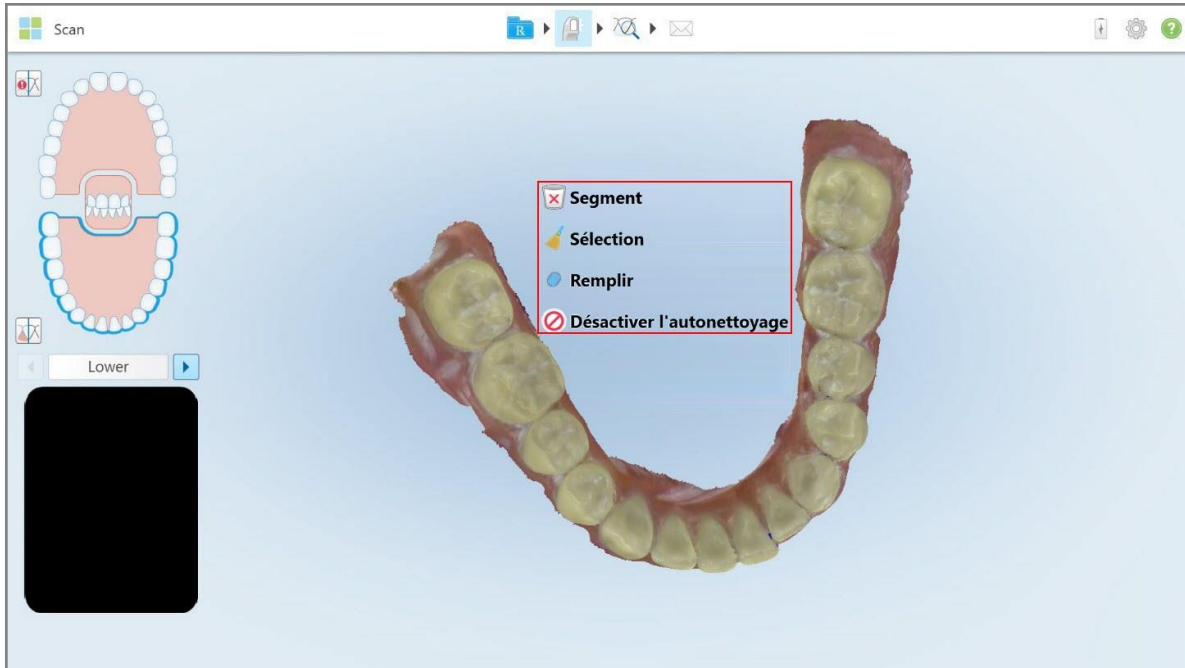 Scan
R
?
Segment
Sélection
Remplir
Désactiver l'autonettoyage
Lower